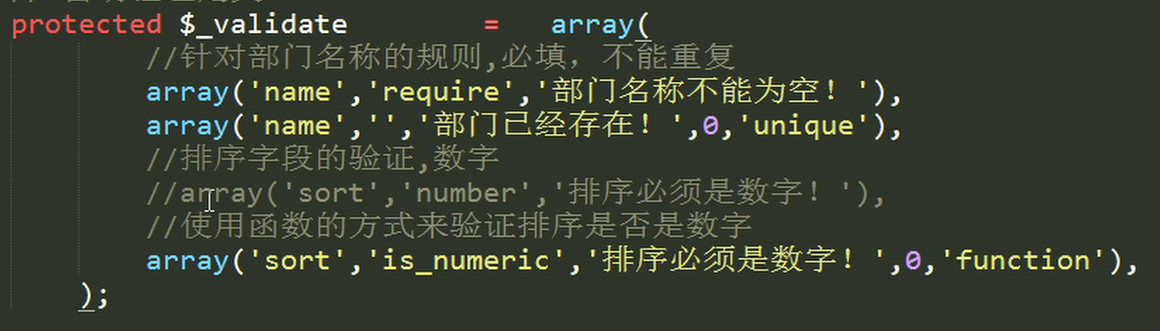 protected $_validate = array(
//针对部门名称的规则,必填，不能重复
array('name','require','部门名称不能为空！'),
array('name','','部门已经存在！',0,'unique'),
//排序字段的验证,数字
//array('sort','number','排序必须是数字！'),
//使用函数的方式来验证排序是否是数字
array('sort','is_numeric','排序必须是数字！',0,'function'),
);